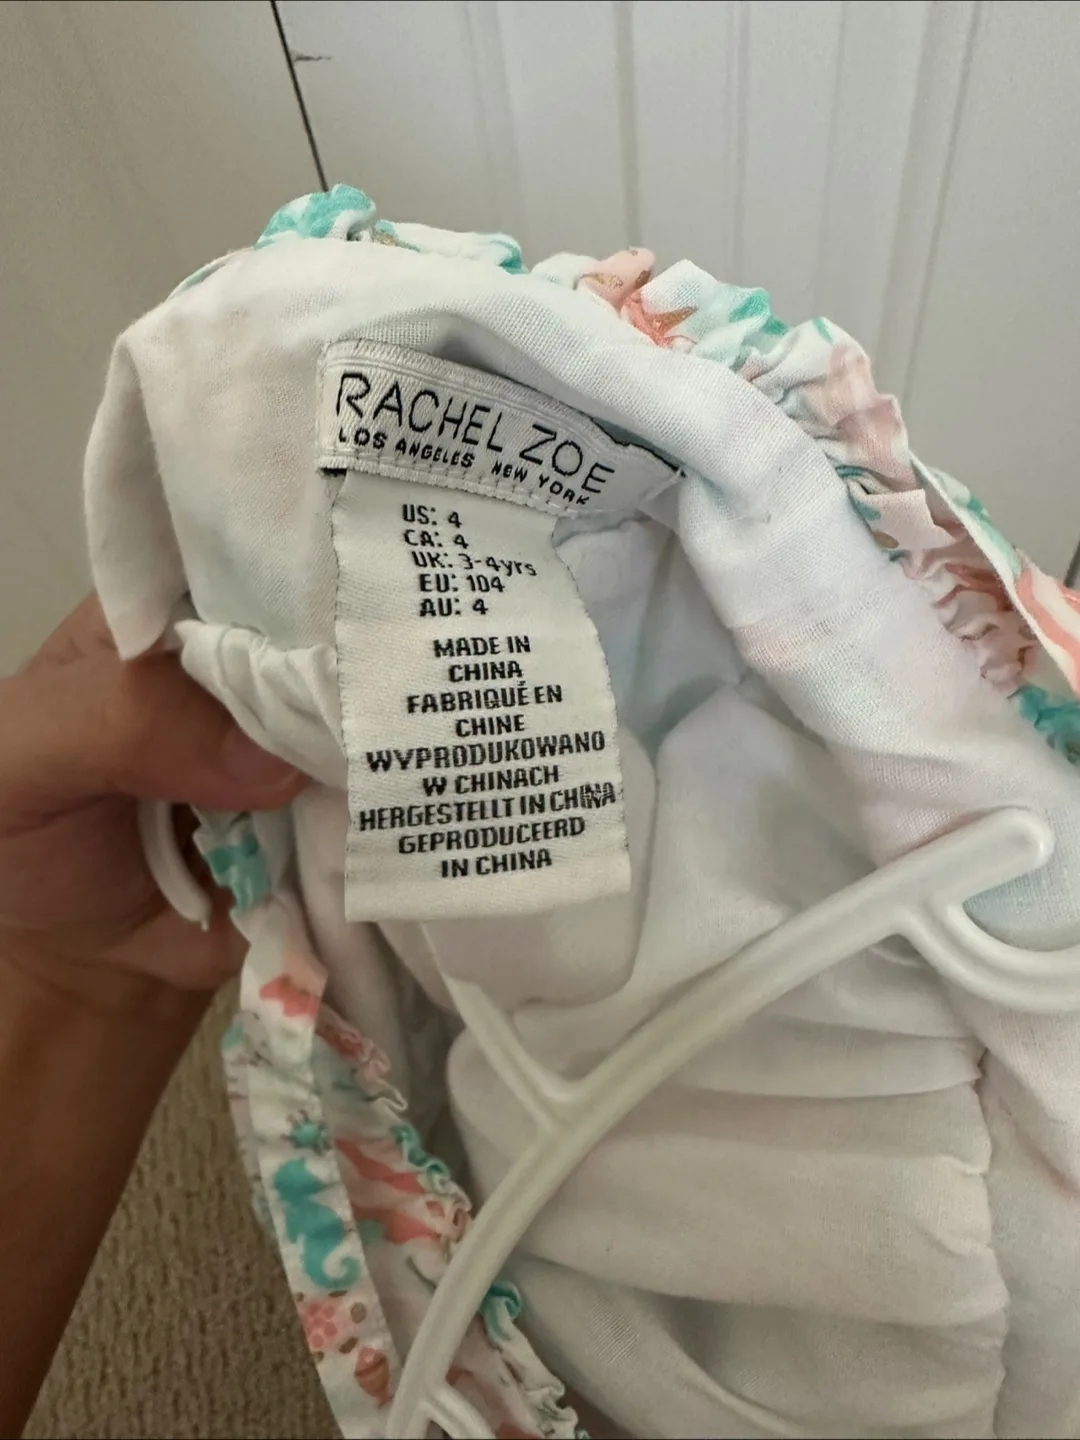 RACHEL ZOE
LOS ANGELES NEW YORK
US: 4
CA: 4
UK: 3-4yrs
EU: 104
AU: 4
MADE IN
CHINA
FABRIQUÉ EN
CHINE
WYPRODUKOWANO
W CHINACH
HERGESTELLT IN CHINA
GEPRODUCEERD
IN CHINA